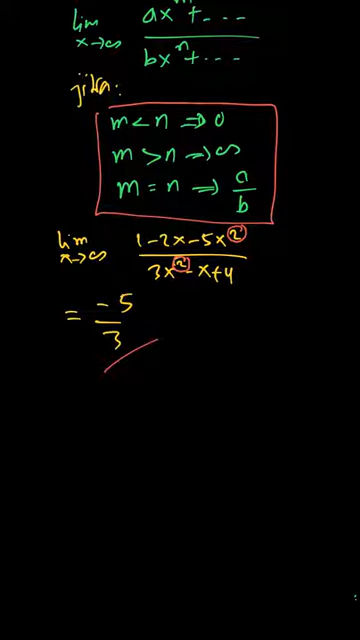 lim x→∞ ax^m + ... / bx^n + ...
jika:
m < n ⇒ 0
m > n ⇒ ∞
m = n ⇒ a/b
lim x→∞ 1 - 2x - 5x² / 3x² - x + 4
= -5/3